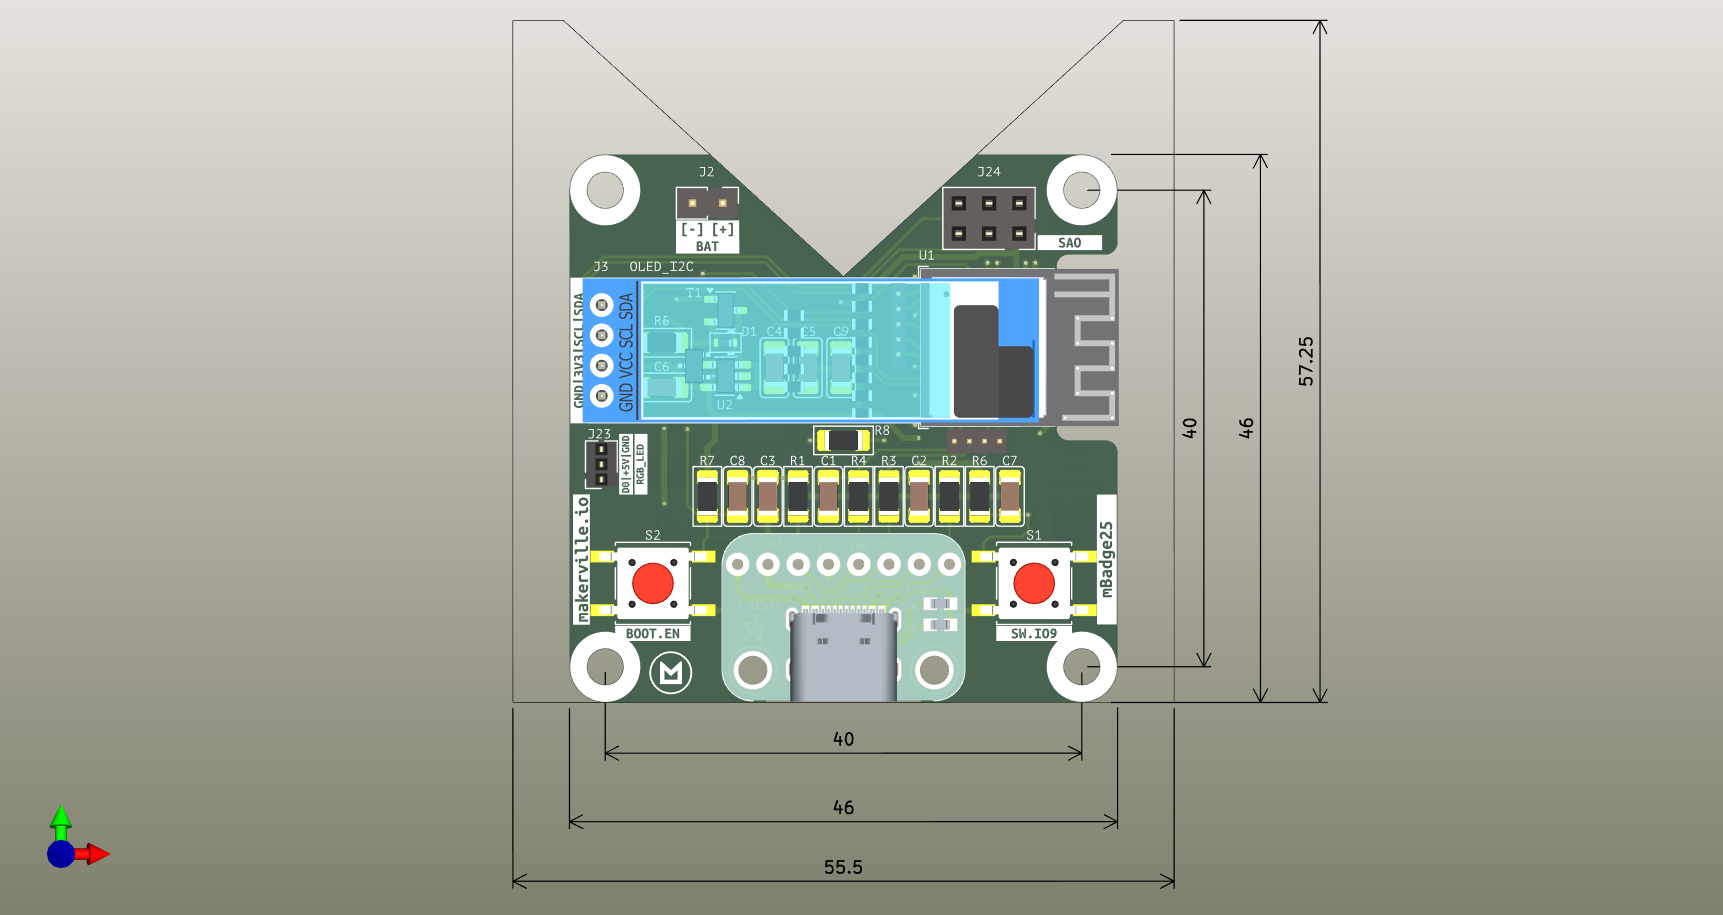 J2
J24
[-] [+]
BAT
SAO
U1
J3
OLED_I2C
GND|3V3|SCL|SDA
GND VCC SCL SDA
T1
R5
D1
C4
C5
C9
C6
U2
R8
J23
D0|+5V|GND
RGB_LED
R7
C8
C3
R1
C1
R4
R3
C2
R2
R6
C7
makerville.io
S2
S1
mBadge25
BOOT.EN
SW.IO9
57.25
46
40
40
46
55.5